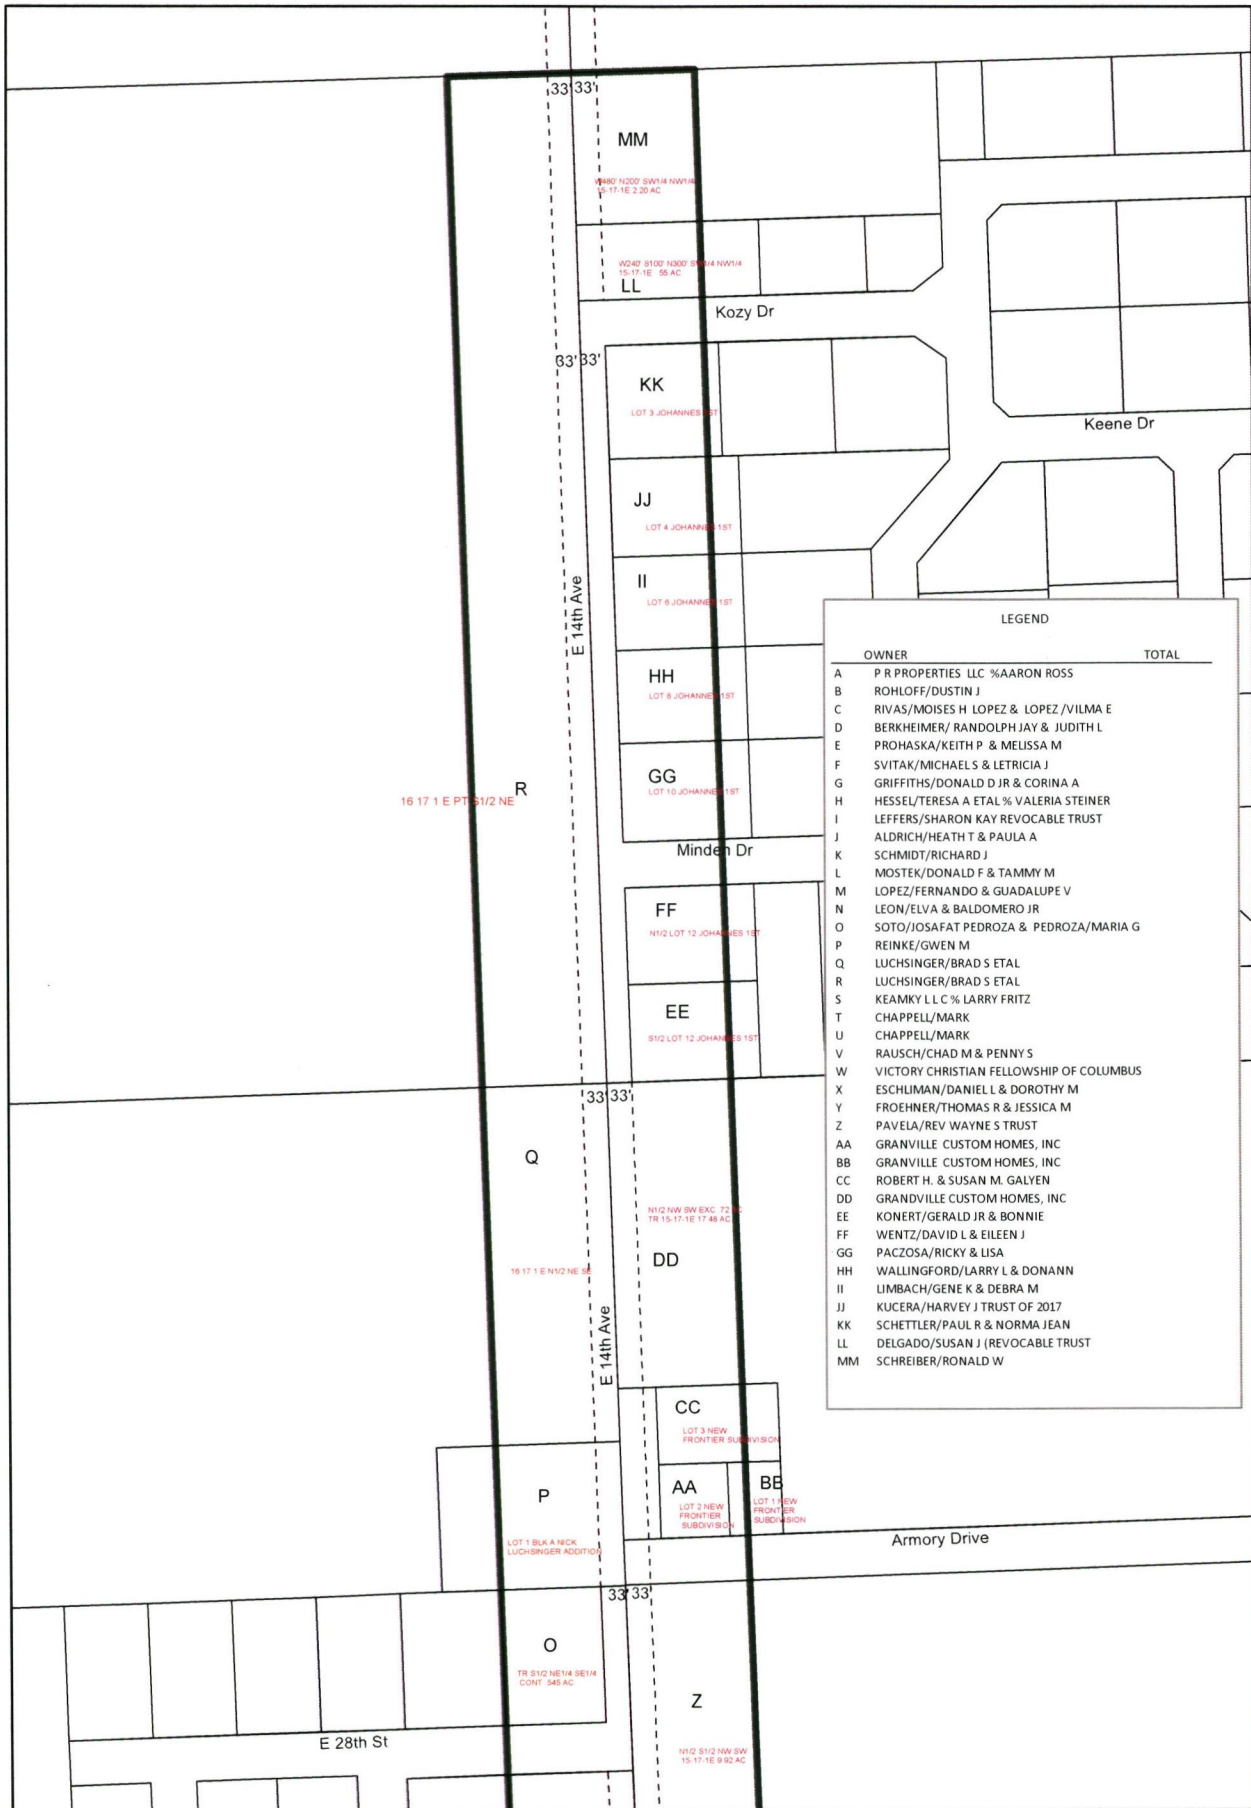 33' 33'
MM
W480' N200' SW1/4 NW1/4
15-17-1E 2.20 AC
W240' S100' N300' SW1/4 NW1/4
15-17-1E .55 AC
LL
Kozy Dr
33' 33'
KK
LOT 3 JOHANNES 1ST
Keene Dr
JJ
LOT 4 JOHANNES 1ST
E 14th Ave
II
LOT 6 JOHANNES 1ST
HH
LOT 8 JOHANNES 1ST
GG
LOT 10 JOHANNES 1ST
R
16 17 1 E PT S1/2 NE
Minden Dr
FF
N1/2 LOT 12 JOHANNES 1ST
EE
S1/2 LOT 12 JOHANNES 1ST
33' 33'
Q
16 17 1 E N1/2 NE SE
N1/2 NW SW EXC .72 AC
TR 15-17-1E 17.48 AC
DD
E 14th Ave
CC
LOT 3 NEW
FRONTIER SUBDIVISION
AA
LOT 2 NEW
FRONTIER
SUBDIVISION
BB
LOT 1 NEW
FRONTIER
SUBDIVISION
P
LOT 1 BLK A NICK
LUCHSINGER ADDITION
Armory Drive
33' 33'
O
TR S1/2 NE1/4 SE1/4
CONT .545 AC
Z
N1/2 S1/2 NW SW
15-17-1E 9.92 AC
E 28th St
LEGEND
OWNER TOTAL
A P R PROPERTIES LLC %AARON ROSS
B ROHLOFF/DUSTIN J
C RIVAS/MOISES H LOPEZ & LOPEZ/VILMA E
D BERKHEIMER/ RANDOLPH JAY & JUDITH L
E PROHASKA/KEITH P & MELISSA M
F SVITAK/MICHAEL S & LETRICIA J
G GRIFFITHS/DONALD D JR & CORINA A
H HESSEL/TERESA A ETAL % VALERIA STEINER
I LEFFERS/SHARON KAY REVOCABLE TRUST
J ALDRICH/HEATH T & PAULA A
K SCHMIDT/RICHARD J
L MOSTEK/DONALD F & TAMMY M
M LOPEZ/FERNANDO & GUADALUPE V
N LEON/ELVA & BALDOMERO JR
O SOTO/JOSAFAT PEDROZA & PEDROZA/MARIA G
P REINKE/GWEN M
Q LUCHSINGER/BRAD S ETAL
R LUCHSINGER/BRAD S ETAL
S KEAMKY L L C % LARRY FRITZ
T CHAPPELL/MARK
U CHAPPELL/MARK
V RAUSCH/CHAD M & PENNY S
W VICTORY CHRISTIAN FELLOWSHIP OF COLUMBUS
X ESCHLIMAN/DANIEL L & DOROTHY M
Y FROEHNER/THOMAS R & JESSICA M
Z PAVELA/REV WAYNE S TRUST
AA GRANVILLE CUSTOM HOMES, INC
BB GRANVILLE CUSTOM HOMES, INC
CC ROBERT H. & SUSAN M. GALYEN
DD GRANDVILLE CUSTOM HOMES, INC
EE KONERT/GERALD JR & BONNIE
FF WENTZ/DAVID L & EILEEN J
GG PACZOSA/RICKY & LISA
HH WALLINGFORD/LARRY L & DONANN
II LIMBACH/GENE K & DEBRA M
JJ KUCERA/HARVEY J TRUST OF 2017
KK SCHETTLER/PAUL R & NORMA JEAN
LL DELGADO/SUSAN J (REVOCABLE TRUST
MM SCHREIBER/RONALD W